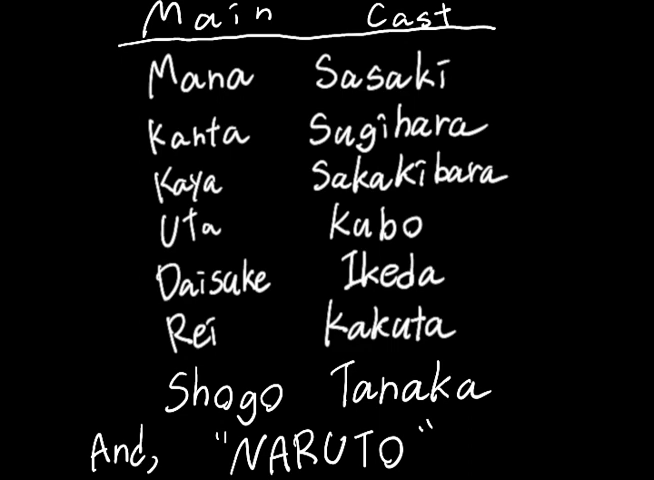 Main Cast
Mana Sasaki
Kanta Sugihara
Kaya Sakakibara
Uta Kubo
Daisuke Ikeda
Rei Kakuta
Shogo Tanaka
And, "NARUTO"